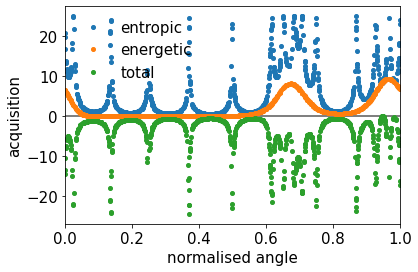 entropic
energetic
total
20
10
0
−10
−20
acquisition
0.0 0.2 0.4 0.6 0.8 1.0
normalised angle